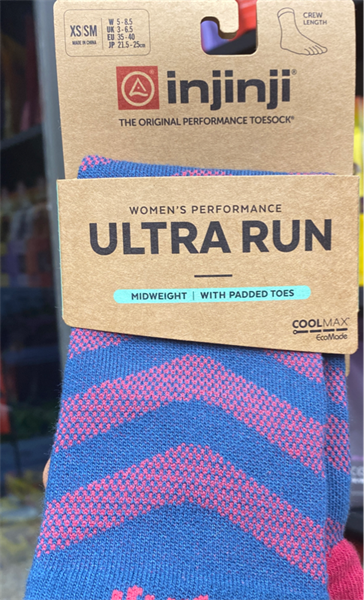 XS/SM
MADE IN CHINA
W 5 - 8.5
UK 3 - 6.5
EU 35 - 40
JP 21.5 - 25cm
CREW
LENGTH
injinji®
THE ORIGINAL PERFORMANCE TOESOCK®
WOMEN'S PERFORMANCE
ULTRA RUN
MIDWEIGHT | WITH PADDED TOES
COOLMAX®
EcoMade